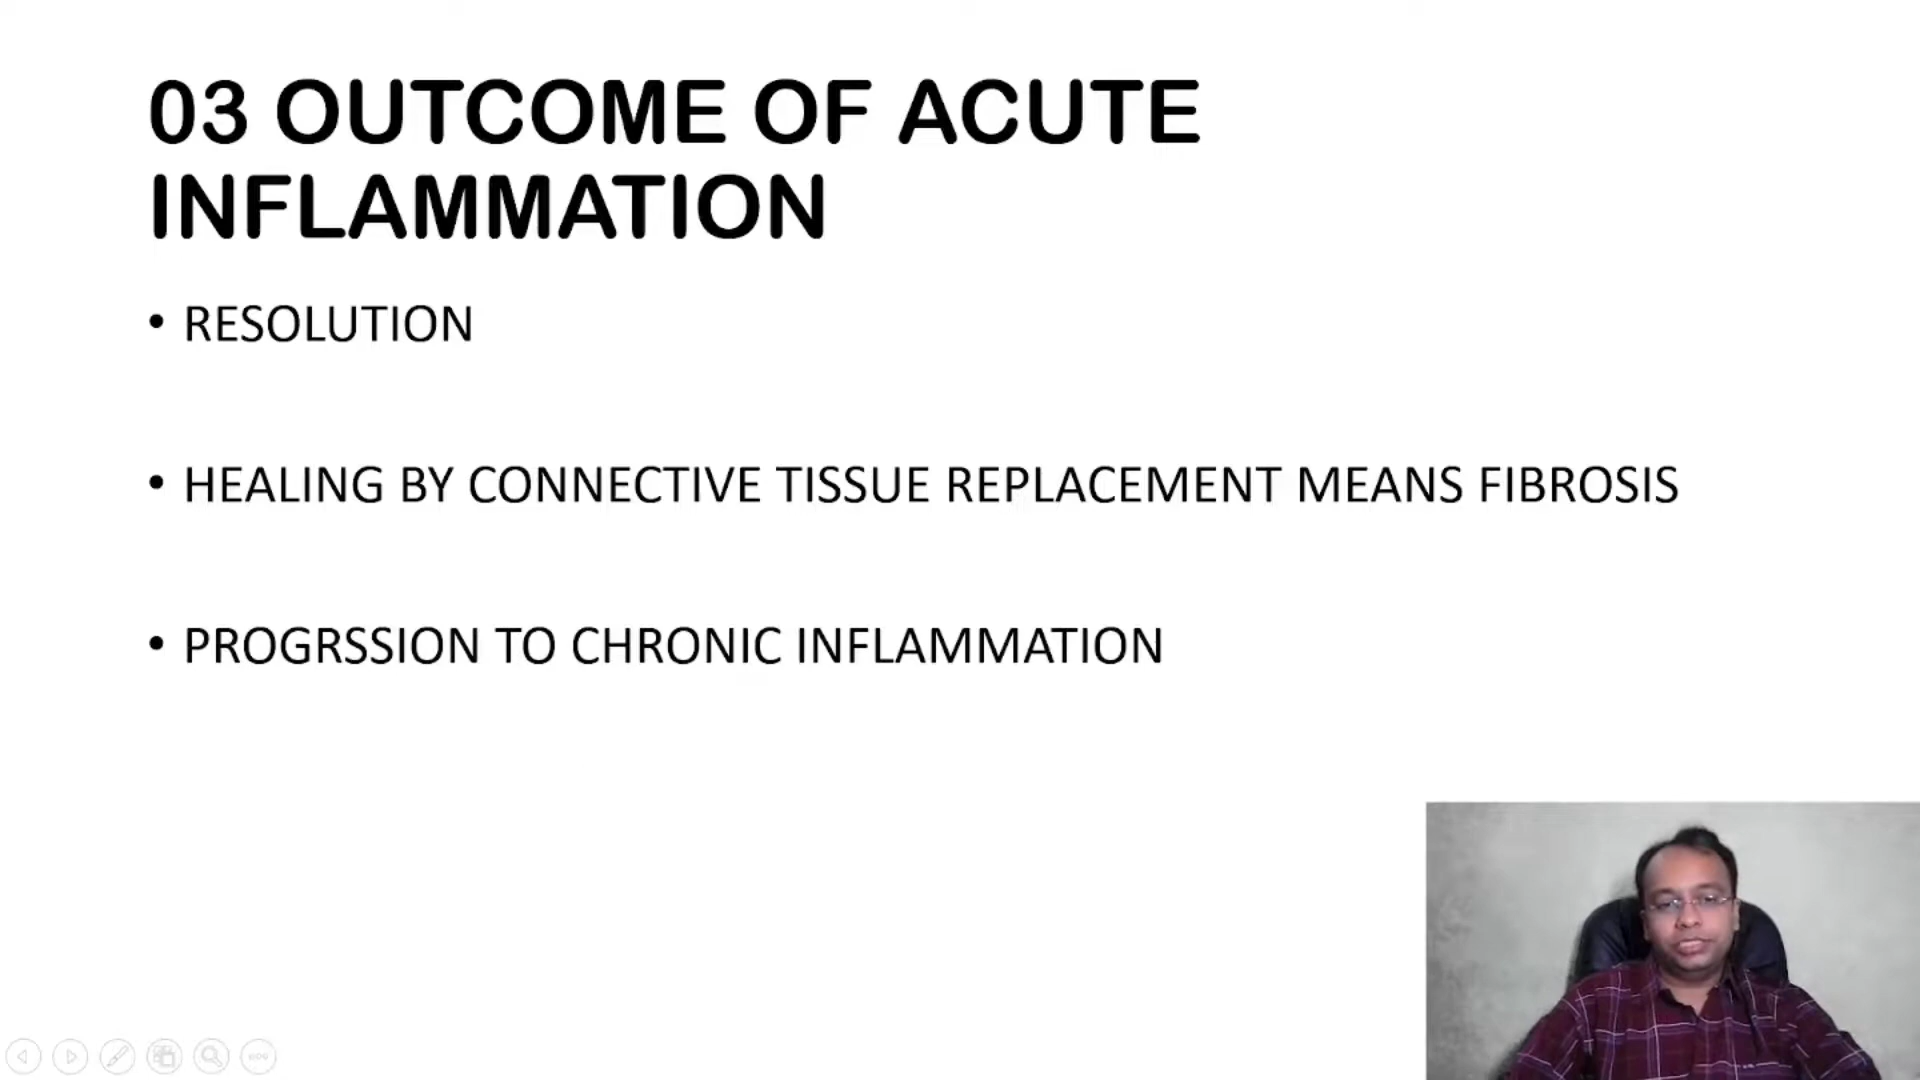 03 OUTCOME OF ACUTE
INFLAMMATION
• RESOLUTION
• HEALING BY CONNECTIVE TISSUE REPLACEMENT MEANS FIBROSIS
• PROGRSSION TO CHRONIC INFLAMMATION